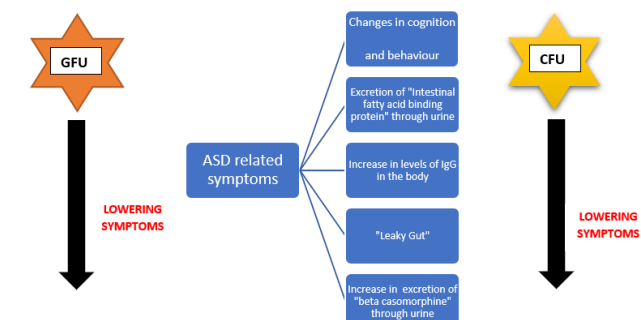 GFU
LOWERING
SYMPTOMS
ASD related
symptoms
Changes in cognition
and behaviour
Excretion of "Intestinal
fatty acid binding
protein" through urine
Increase in levels of IgG
in the body
"Leaky Gut"
Increase in excretion of
"beta casomorphine"
through urine
CFU
LOWERING
SYMPTOMS